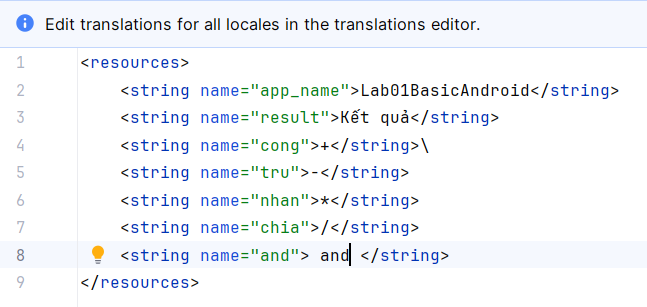 Edit translations for all locales in the translations editor.
1 <resources>
2 <string name="app_name">Lab01BasicAndroid</string>
3 <string name="result">Kết quả</string>
4 <string name="cong">+</string>\
5 <string name="tru">-</string>
6 <string name="nhan">*</string>
7 <string name="chia">/</string>
8 <string name="and"> and </string>
9 </resources>